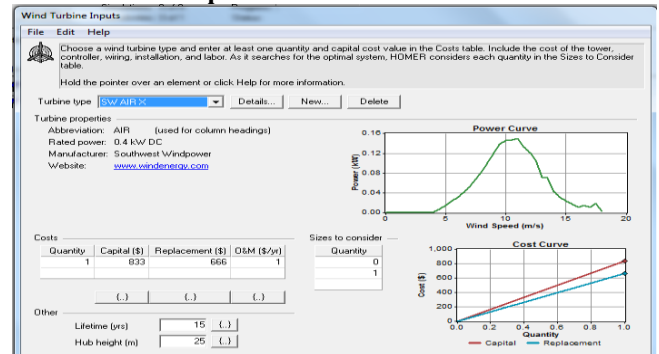 Wind Turbine Inputs
File Edit Help
Choose a wind turbine type and enter at least one quantity and capital cost value in the Costs table. Include the cost of the tower,
controller, wiring, installation, and labor. As it searches for the optimal system, HOMER considers each quantity in the Sizes to Consider
table.
Hold the pointer over an element or click Help for more information.
Turbine type SW AIR X Details... New... Delete
Turbine properties
Abbreviation: AIR (used for column headings)
Rated power: 0.4 kW DC
Manufacturer: Southwest Windpower
Website: www.windenergy.com
Power Curve
Power (kW)
0.16
0.12
0.08
0.04
0.00
0 5 10 15 20
Wind Speed (m/s)
Costs
Quantity Capital ($) Replacement ($) O&M ($/yr)
1 833 666 1
{..} {..} {..}
Sizes to consider
Quantity
0
1
Cost Curve
Cost ($)
1,000
800
600
400
200
0
0.0 0.2 0.4 0.6 0.8 1.0
Quantity
Capital Replacement
Other
Lifetime (yrs) 15 {..}
Hub height (m) 25 {..}